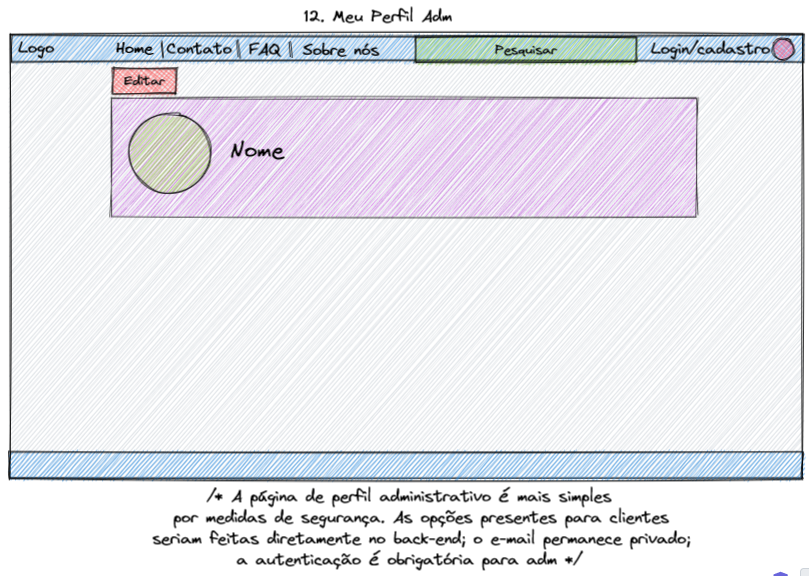 12. Meu Perfil Adm
Logo Home | Contato | FAQ | Sobre nós Pesquisar Login/cadastro
Editar
Nome
/* A página de perfil administrativo é mais simples
por medidas de segurança. As opções presentes para clientes
seriam feitas diretamente no back-end; o e-mail permanece privado;
a autenticação é obrigatória para adm */